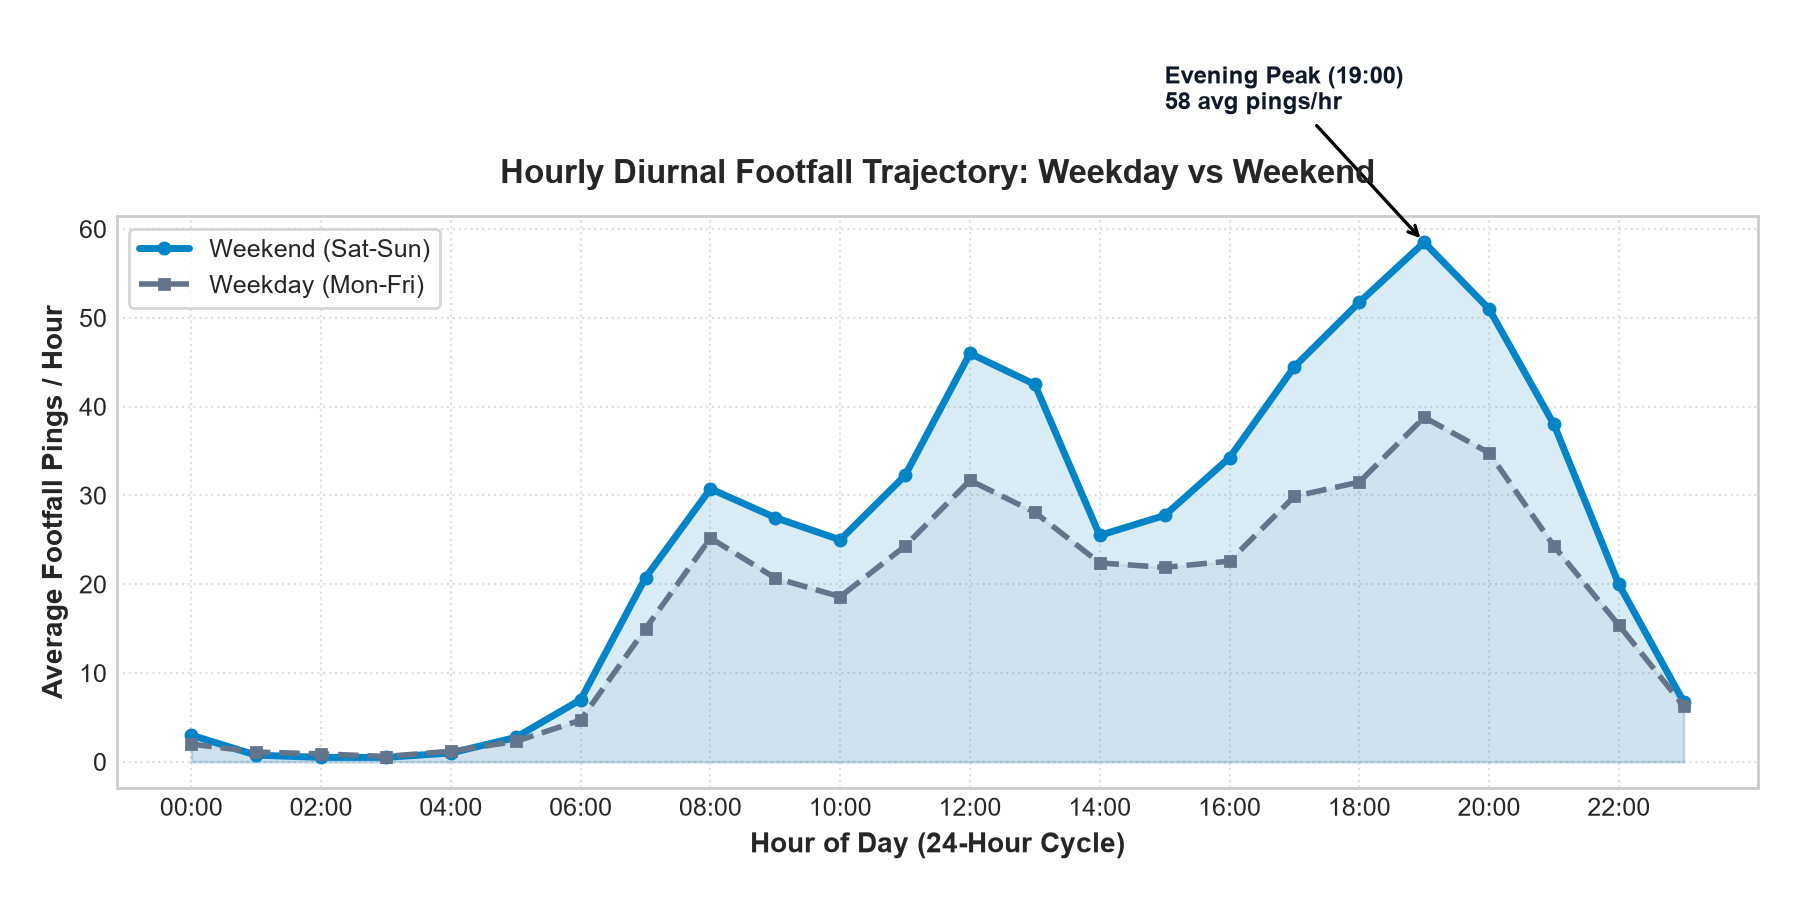 Evening Peak (19:00)
58 avg pings/hr
Hourly Diurnal Footfall Trajectory: Weekday vs Weekend
Weekend (Sat-Sun)
Weekday (Mon-Fri)
Average Footfall Pings / Hour
60
50
40
30
20
10
0
00:00 02:00 04:00 06:00 08:00 10:00 12:00 14:00 16:00 18:00 20:00 22:00
Hour of Day (24-Hour Cycle)